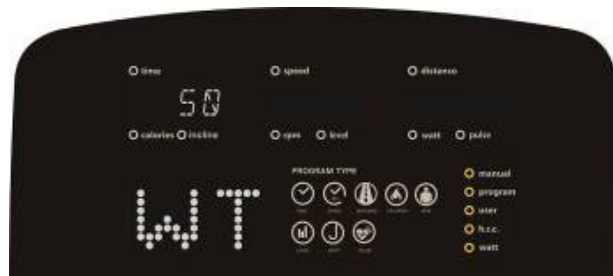 time speed distance
50
calories incline rpm level watt pulse
PROGRAM TYPE
manual
program
WT
user
h.r.c.
watt